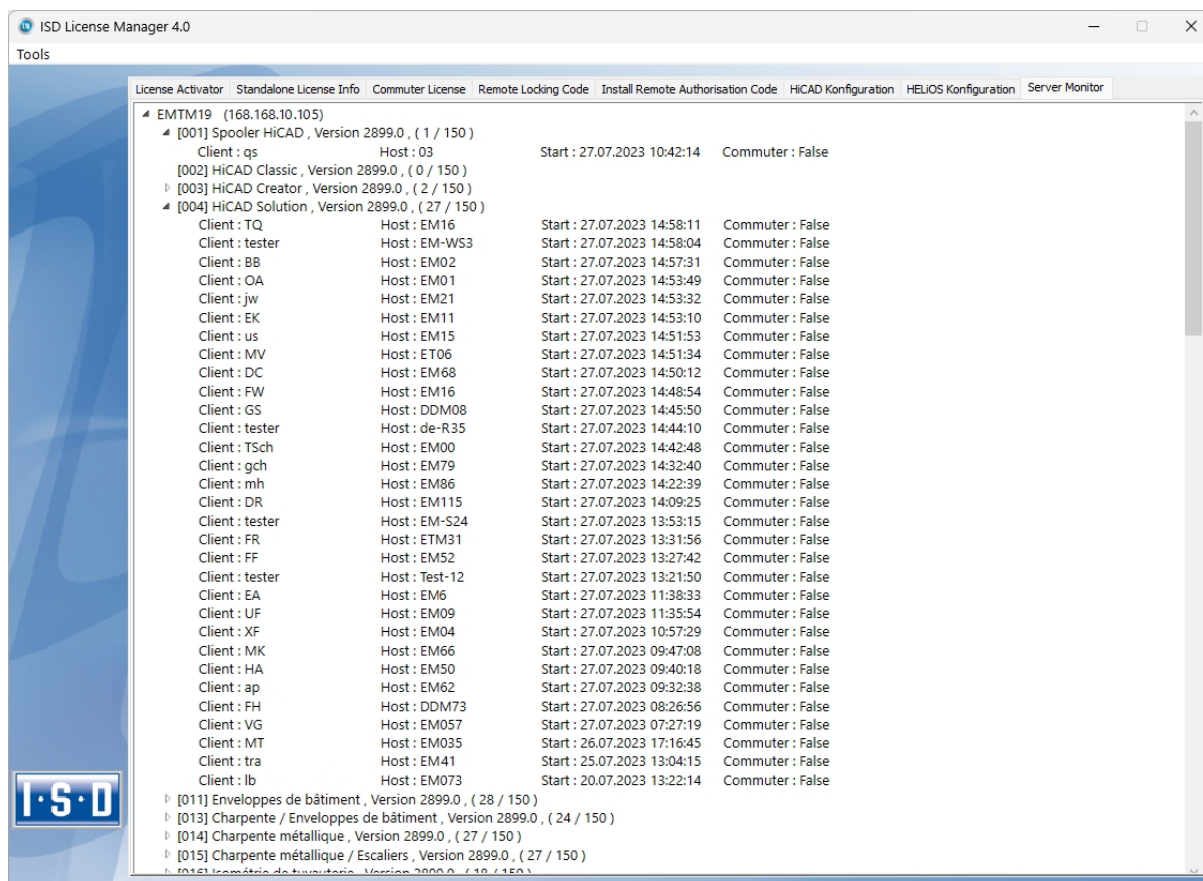 ISD License Manager 4.0
Tools
License Activator Standalone License Info Commuter License Remote Locking Code Install Remote Authorisation Code HiCAD Konfiguration HELiOS Konfiguration Server Monitor
EMTM19 (168.168.10.105)
[001] Spooler HiCAD , Version 2899.0 , ( 1 / 150 )
Client : qs Host : 03 Start : 27.07.2023 10:42:14 Commuter : False
[002] HiCAD Classic , Version 2899.0 , ( 0 / 150 )
[003] HiCAD Creator , Version 2899.0 , ( 2 / 150 )
[004] HiCAD Solution , Version 2899.0 , ( 27 / 150 )
Client : TQ Host : EM16 Start : 27.07.2023 14:58:11 Commuter : False
Client : tester Host : EM-WS3 Start : 27.07.2023 14:58:04 Commuter : False
Client : BB Host : EM02 Start : 27.07.2023 14:57:31 Commuter : False
Client : OA Host : EM01 Start : 27.07.2023 14:53:49 Commuter : False
Client : jw Host : EM21 Start : 27.07.2023 14:53:32 Commuter : False
Client : EK Host : EM11 Start : 27.07.2023 14:53:10 Commuter : False
Client : us Host : EM15 Start : 27.07.2023 14:51:53 Commuter : False
Client : MV Host : ET06 Start : 27.07.2023 14:51:34 Commuter : False
Client : DC Host : EM68 Start : 27.07.2023 14:50:12 Commuter : False
Client : FW Host : EM16 Start : 27.07.2023 14:48:54 Commuter : False
Client : GS Host : DDM08 Start : 27.07.2023 14:45:50 Commuter : False
Client : tester Host : de-R35 Start : 27.07.2023 14:44:10 Commuter : False
Client : TSch Host : EM00 Start : 27.07.2023 14:42:48 Commuter : False
Client : gch Host : EM79 Start : 27.07.2023 14:32:40 Commuter : False
Client : mh Host : EM86 Start : 27.07.2023 14:22:39 Commuter : False
Client : DR Host : EM115 Start : 27.07.2023 14:09:25 Commuter : False
Client : tester Host : EM-S24 Start : 27.07.2023 13:53:15 Commuter : False
Client : FR Host : ETM31 Start : 27.07.2023 13:31:56 Commuter : False
Client : FF Host : EM52 Start : 27.07.2023 13:27:42 Commuter : False
Client : tester Host : Test-12 Start : 27.07.2023 13:21:50 Commuter : False
Client : EA Host : EM6 Start : 27.07.2023 11:38:33 Commuter : False
Client : UF Host : EM09 Start : 27.07.2023 11:35:54 Commuter : False
Client : XF Host : EM04 Start : 27.07.2023 10:57:29 Commuter : False
Client : MK Host : EM66 Start : 27.07.2023 09:47:08 Commuter : False
Client : HA Host : EM50 Start : 27.07.2023 09:40:18 Commuter : False
Client : ap Host : EM62 Start : 27.07.2023 09:32:38 Commuter : False
Client : FH Host : DDM73 Start : 27.07.2023 08:26:56 Commuter : False
Client : VG Host : EM057 Start : 27.07.2023 07:27:19 Commuter : False
Client : MT Host : EM035 Start : 26.07.2023 17:16:45 Commuter : False
Client : tra Host : EM41 Start : 25.07.2023 13:04:15 Commuter : False
Client : lb Host : EM073 Start : 20.07.2023 13:22:14 Commuter : False
[011] Enveloppes de bâtiment , Version 2899.0 , ( 28 / 150 )
[013] Charpente / Enveloppes de bâtiment , Version 2899.0 , ( 24 / 150 )
[014] Charpente métallique , Version 2899.0 , ( 27 / 150 )
[015] Charpente métallique / Escaliers , Version 2899.0 , ( 27 / 150 )
[016] Isométrie de tuyauterie , Version 2899.0 , ( 18 / 150 )
I·S·D